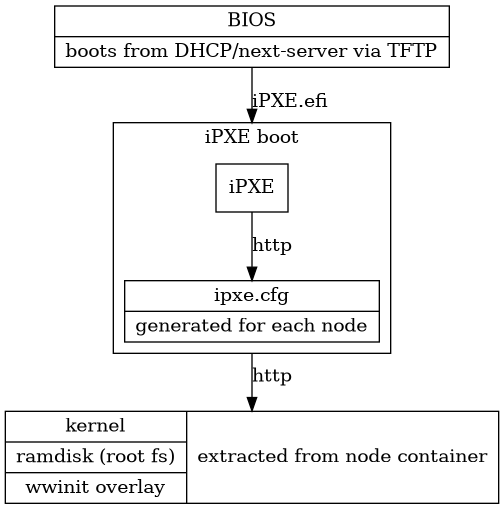 BIOS
boots from DHCP/next-server via TFTP
iPXE.efi
iPXE boot
iPXE
http
ipxe.cfg
generated for each node
http
kernel
ramdisk (root fs)
wwinit overlay
extracted from node container